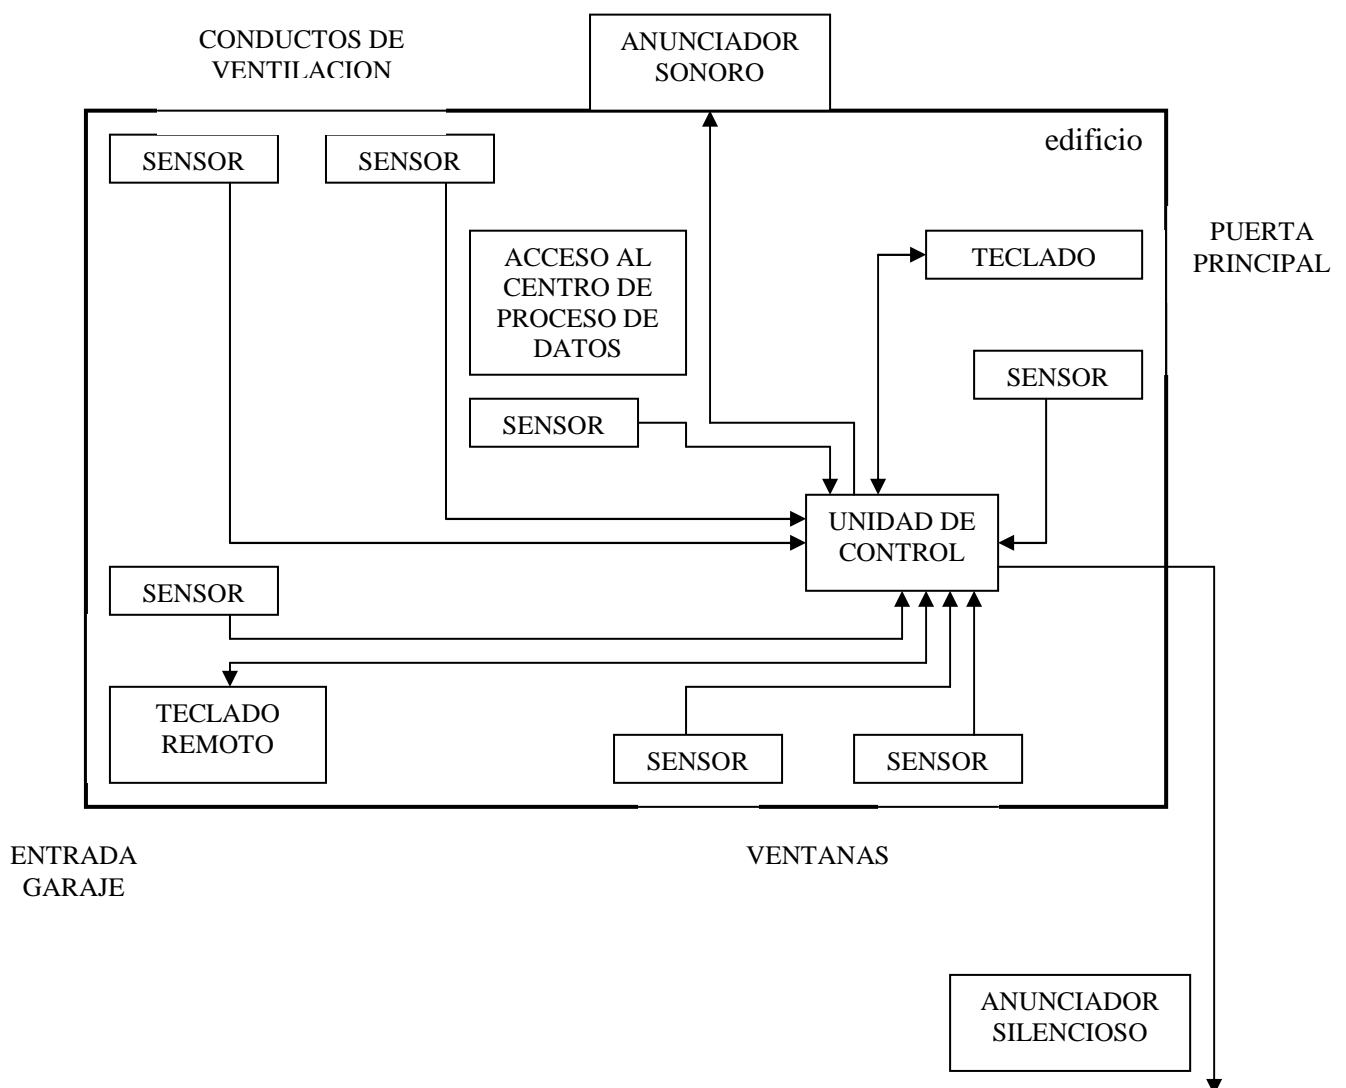 CONDUCTOS DE
VENTILACION
ANUNCIADOR
SONORO
edificio
SENSOR
SENSOR
PUERTA
PRINCIPAL
ACCESO AL
CENTRO DE
PROCESO DE
DATOS
TECLADO
SENSOR
SENSOR
UNIDAD DE
CONTROL
SENSOR
TECLADO
REMOTO
SENSOR
SENSOR
ENTRADA
GARAJE
VENTANAS
ANUNCIADOR
SILENCIOSO